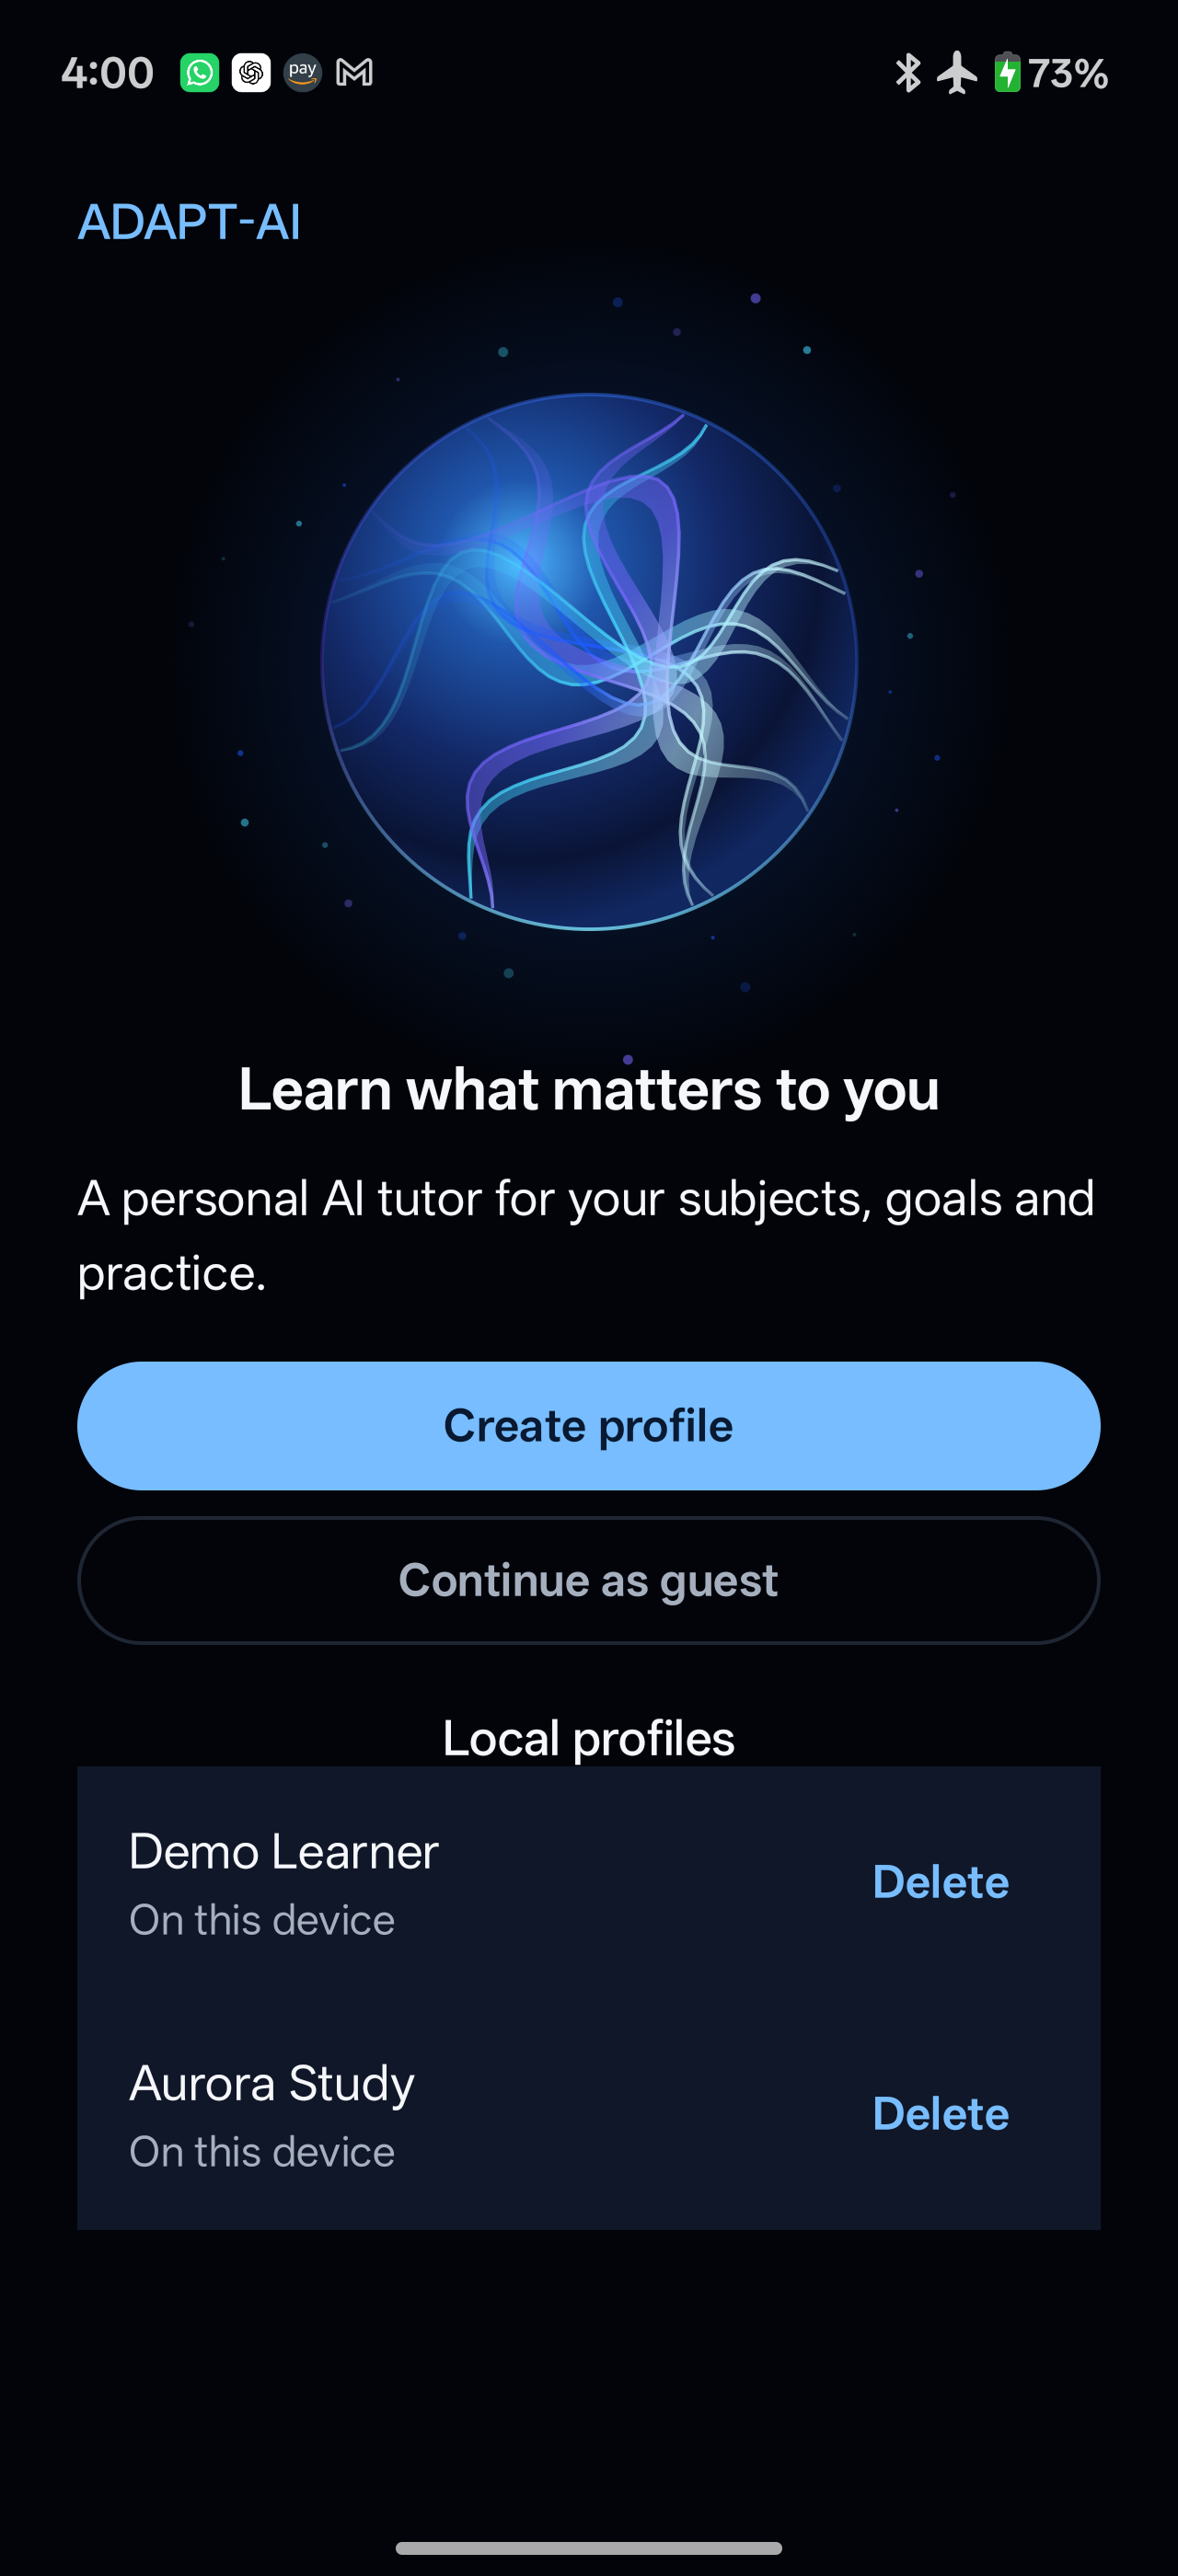 4:00
pay
73%
ADAPT-AI
Learn what matters to you
A personal AI tutor for your subjects, goals and
practice.
Create profile
Continue as guest
Local profiles
Demo Learner
Delete
On this device
Aurora Study
Delete
On this device